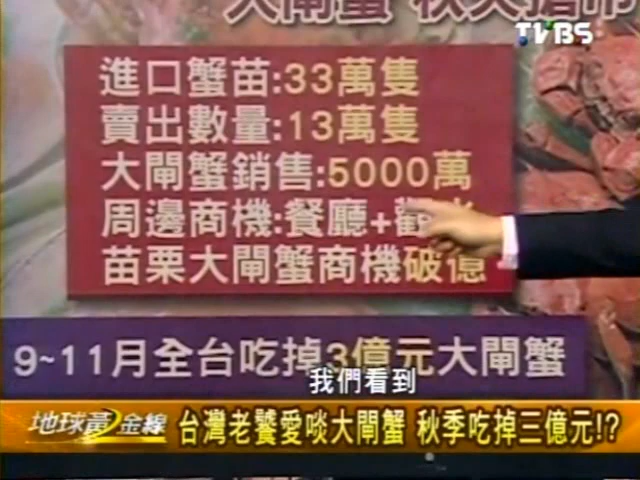 大閘蟹 秋天搶市
TVBS
進口蟹苗:33萬隻
賣出數量:13萬隻
大閘蟹銷售:5000萬
周邊商機:餐廳+觀光
苗栗大閘蟹商機破億
9~11月全台吃掉3億元大閘蟹
我們看到
地球黃金線
台灣老饕愛啖大閘蟹 秋季吃掉三億元!?